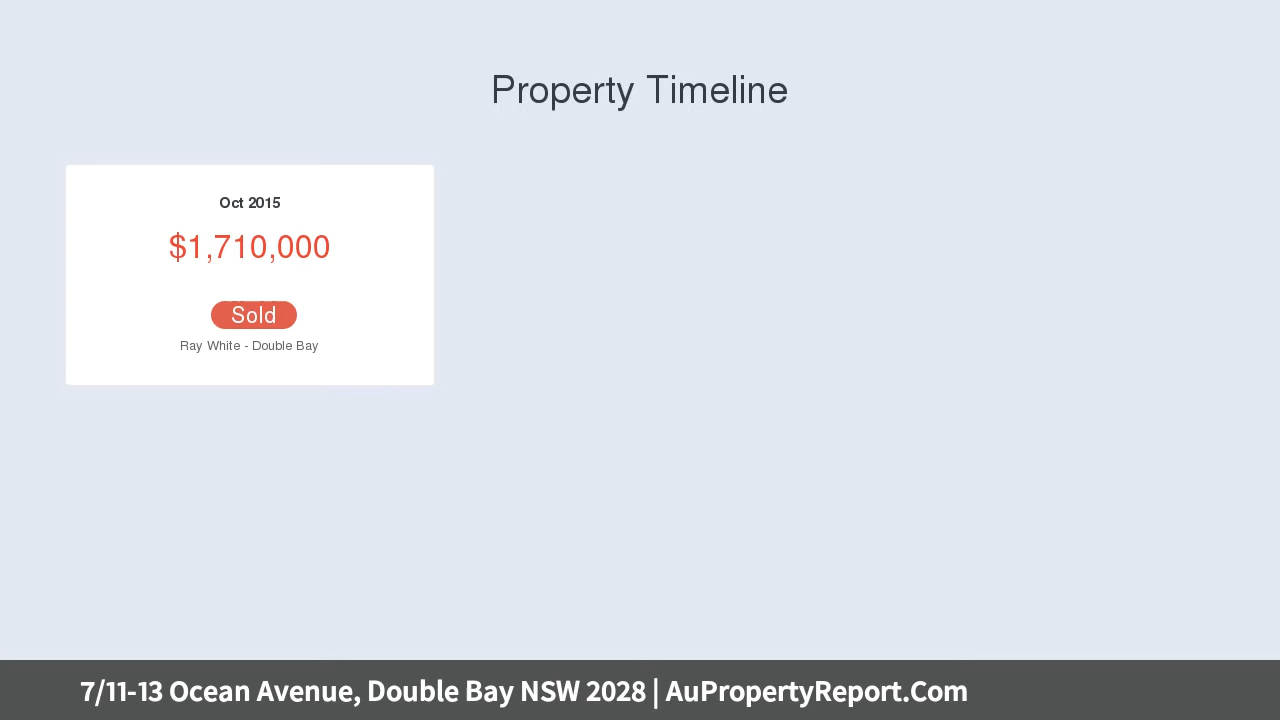 Property Timeline
Oct 2015
$1,710,000
Sold
Ray White - Double Bay
7/11-13 Ocean Avenue, Double Bay NSW 2028 | AuPropertyReport.Com